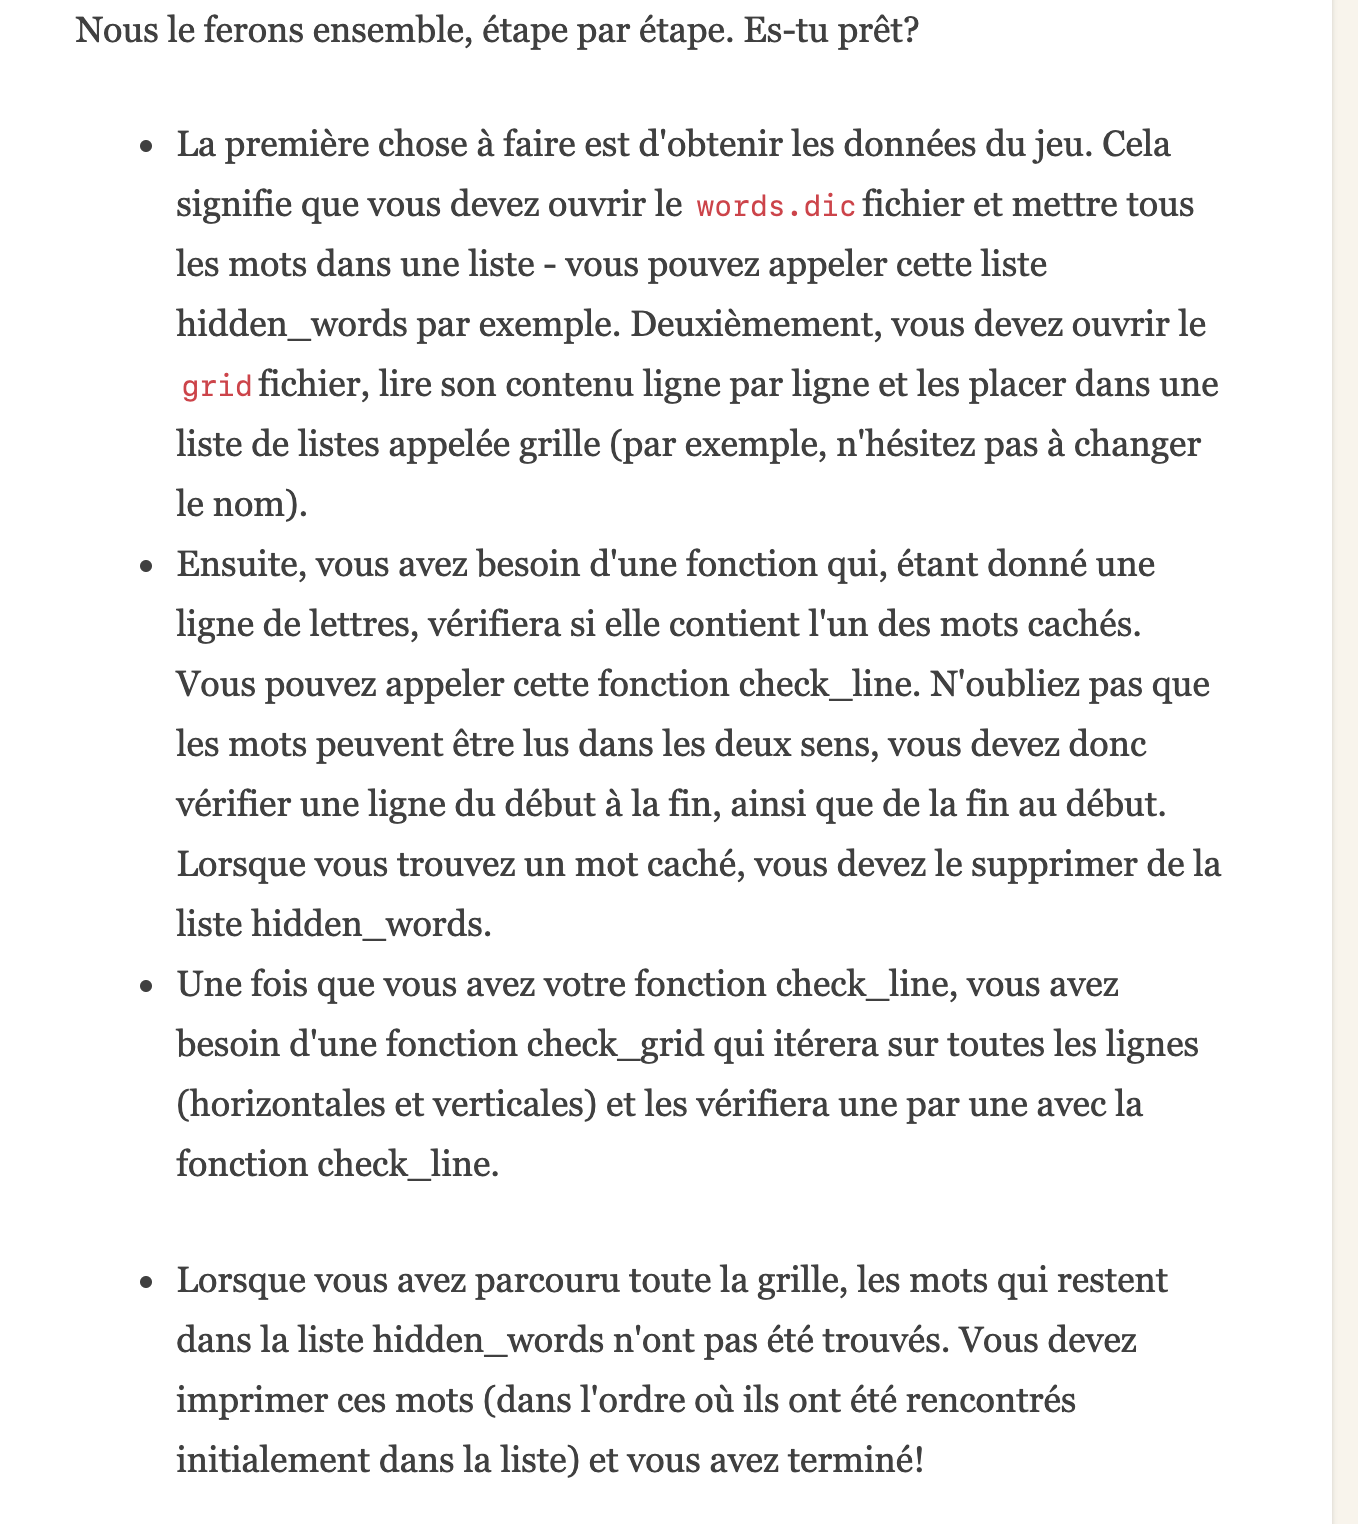 Nous le ferons ensemble, étape par étape. Es-tu prêt?
• La première chose à faire est d'obtenir les données du jeu. Cela
signifie que vous devez ouvrir le words.dic fichier et mettre tous
les mots dans une liste - vous pouvez appeler cette liste
hidden_words par exemple. Deuxièmement, vous devez ouvrir le
grid fichier, lire son contenu ligne par ligne et les placer dans une
liste de listes appelée grille (par exemple, n'hésitez pas à changer
le nom).
• Ensuite, vous avez besoin d'une fonction qui, étant donné une
ligne de lettres, vérifiera si elle contient l'un des mots cachés.
Vous pouvez appeler cette fonction check_line. N'oubliez pas que
les mots peuvent être lus dans les deux sens, vous devez donc
vérifier une ligne du début à la fin, ainsi que de la fin au début.
Lorsque vous trouvez un mot caché, vous devez le supprimer de la
liste hidden_words.
• Une fois que vous avez votre fonction check_line, vous avez
besoin d'une fonction check_grid qui itérera sur toutes les lignes
(horizontales et verticales) et les vérifiera une par une avec la
fonction check_line.
• Lorsque vous avez parcouru toute la grille, les mots qui restent
dans la liste hidden_words n'ont pas été trouvés. Vous devez
imprimer ces mots (dans l'ordre où ils ont été rencontrés
initialement dans la liste) et vous avez terminé!